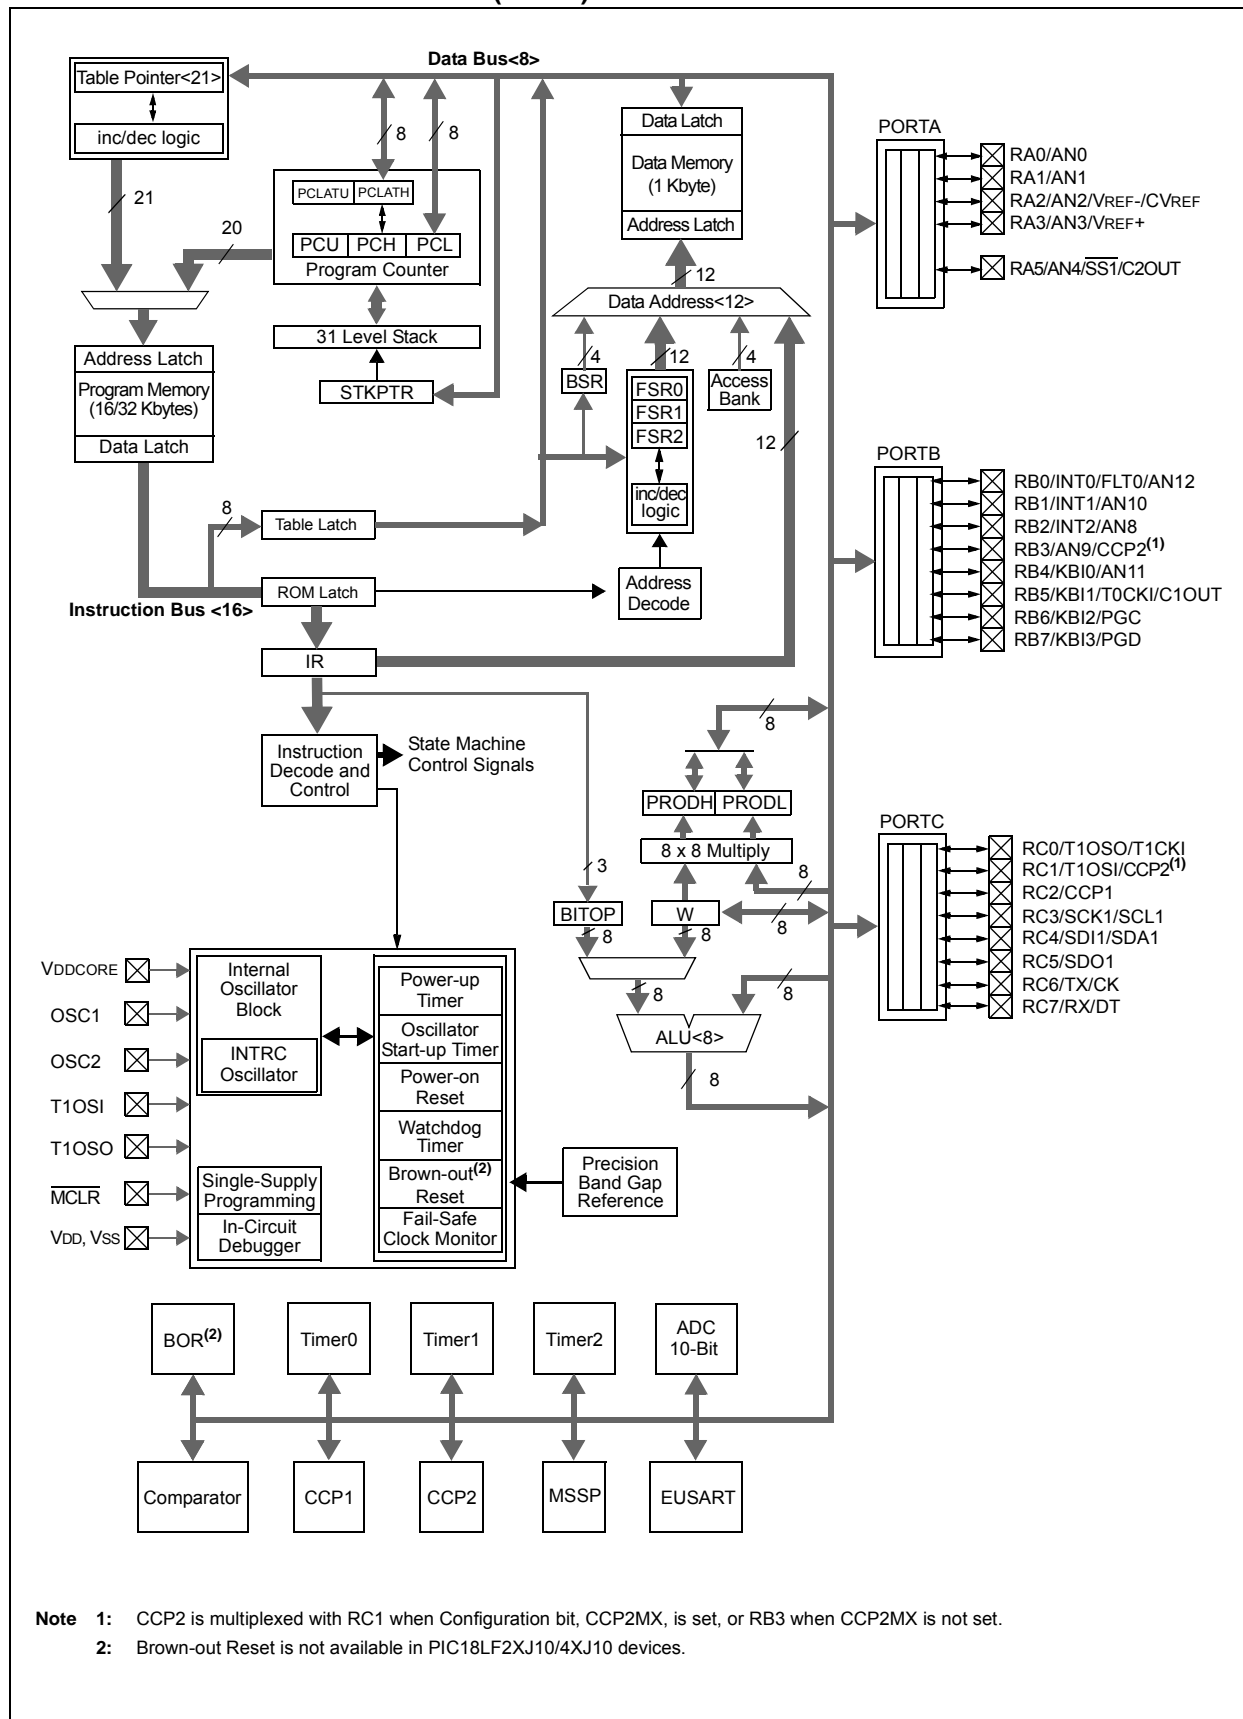 Data Bus<8>
Table Pointer<21>
inc/dec logic
21
20
8
8
PCLATU PCLATH
PCU PCH PCL
Program Counter
31 Level Stack
STKPTR
Address Latch
Program Memory
(16/32 Kbytes)
Data Latch
8
Table Latch
ROM Latch
Instruction Bus <16>
IR
Data Latch
Data Memory
(1 Kbyte)
Address Latch
12
Data Address<12>
4
12
4
BSR
FSR0
FSR1
FSR2
inc/dec
logic
Access
Bank
12
Address
Decode
Instruction
Decode and
Control
State Machine
Control Signals
8
PRODH PRODL
8 x 8 Multiply
3
8
BITOP
W
8
8
8
8
8
ALU<8>
8
PORTA
RA0/AN0
RA1/AN1
RA2/AN2/VREF-/CVREF
RA3/AN3/VREF+
RA5/AN4/SS1/C2OUT
PORTB
RB0/INT0/FLT0/AN12
RB1/INT1/AN10
RB2/INT2/AN8
RB3/AN9/CCP2(1)
RB4/KBI0/AN11
RB5/KBI1/T0CKI/C1OUT
RB6/KBI2/PGC
RB7/KBI3/PGD
PORTC
RC0/T1OSO/T1CKI
RC1/T1OSI/CCP2(1)
RC2/CCP1
RC3/SCK1/SCL1
RC4/SDI1/SDA1
RC5/SDO1
RC6/TX/CK
RC7/RX/DT
VDDCORE
OSC1
OSC2
T1OSI
T1OSO
MCLR
VDD, VSS
Internal
Oscillator
Block
INTRC
Oscillator
Single-Supply
Programming
In-Circuit
Debugger
Power-up
Timer
Oscillator
Start-up Timer
Power-on
Reset
Watchdog
Timer
Brown-out(2)
Reset
Fail-Safe
Clock Monitor
Precision
Band Gap
Reference
BOR(2)
Timer0
Timer1
Timer2
ADC
10-Bit
Comparator
CCP1
CCP2
MSSP
EUSART
Note 1: CCP2 is multiplexed with RC1 when Configuration bit, CCP2MX, is set, or RB3 when CCP2MX is not set.
2: Brown-out Reset is not available in PIC18LF2XJ10/4XJ10 devices.